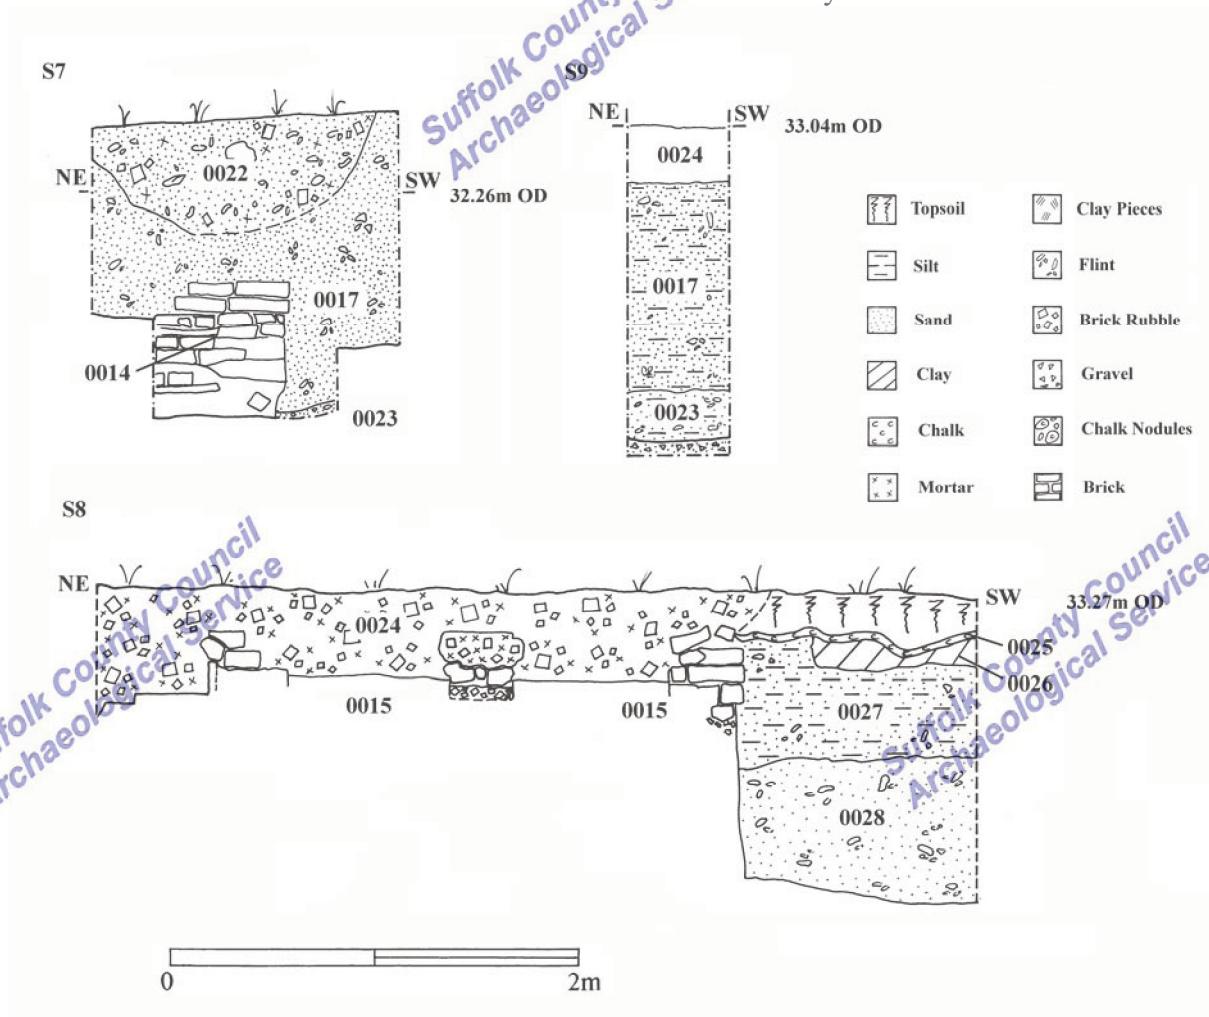 S7
NE
SW
32.26m OD
0022
0017
0014
0023
S9
NE
SW
33.04m OD
0024
0017
0023
Topsoil
Silt
Sand
Clay
Chalk
Mortar
Clay Pieces
Flint
Brick Rubble
Gravel
Chalk Nodules
Brick
S8
NE
SW
33.27m OD
0024
0015
0015
0025
0026
0027
0028
0
2m
Suffolk County
Archaeological
Suffolk County Council
Archaeological Service
Suffolk County Council
Archaeological Service